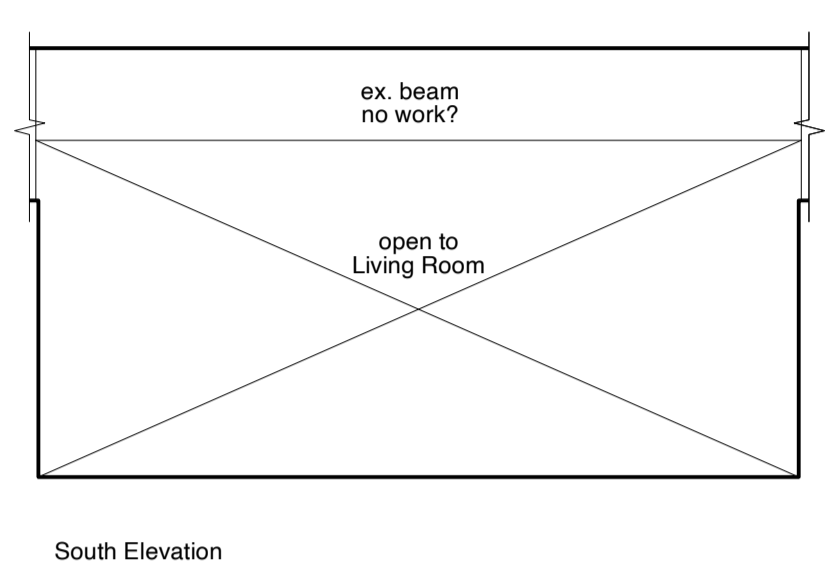 ex. beam
no work?
open to
Living Room
South Elevation